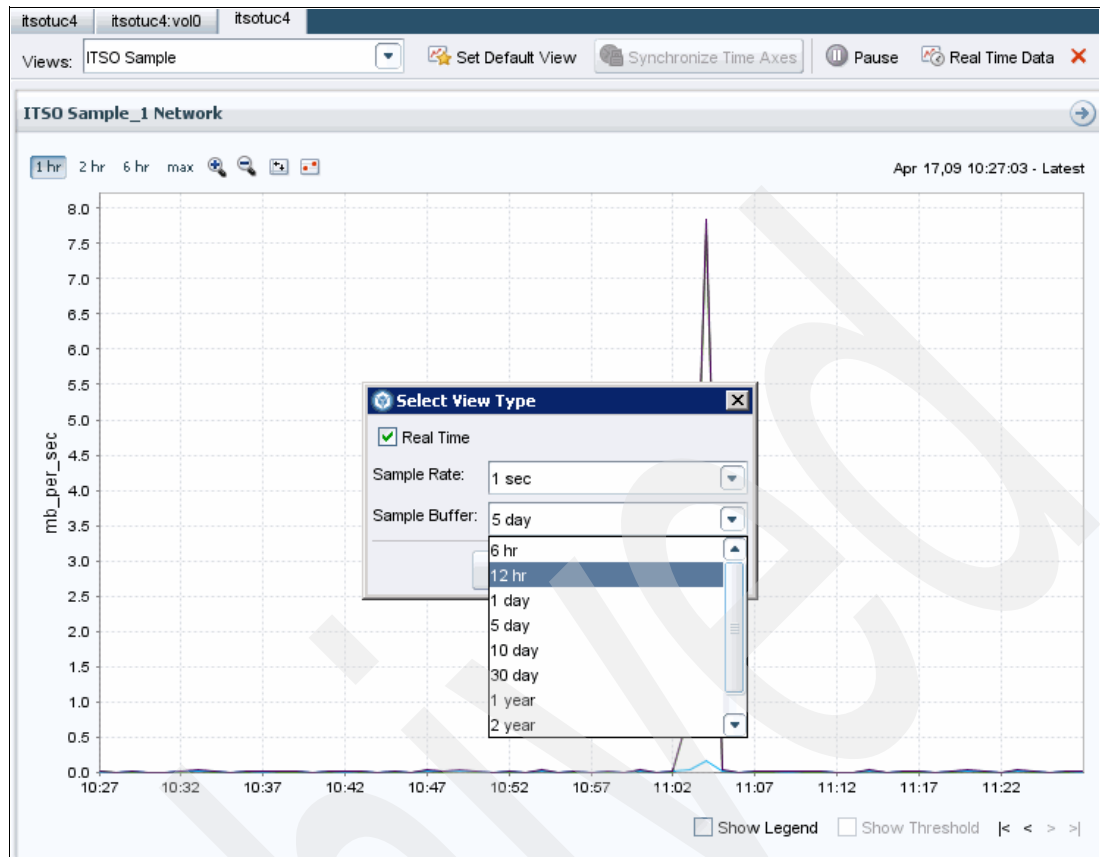 itsotuc4 itsotuc4:vol0 itsotuc4
Views: ITSO Sample Set Default View Synchronize Time Axes Pause Real Time Data
ITSO Sample_1 Network
1 hr 2 hr 6 hr max Apr 17,09 10:27:03 - Latest
8.0
7.5
7.0
6.5
6.0
5.5
5.0
4.5
4.0
3.5
3.0
2.5
2.0
1.5
1.0
0.5
0.0
mb_per_sec
Select View Type
Real Time
Sample Rate: 1 sec
Sample Buffer: 5 day
6 hr
12 hr
1 day
5 day
10 day
30 day
1 year
2 year
10:27 10:32 10:37 10:42 10:47 10:52 10:57 11:02 11:07 11:12 11:17 11:22
Show Legend Show Threshold |< < > >|